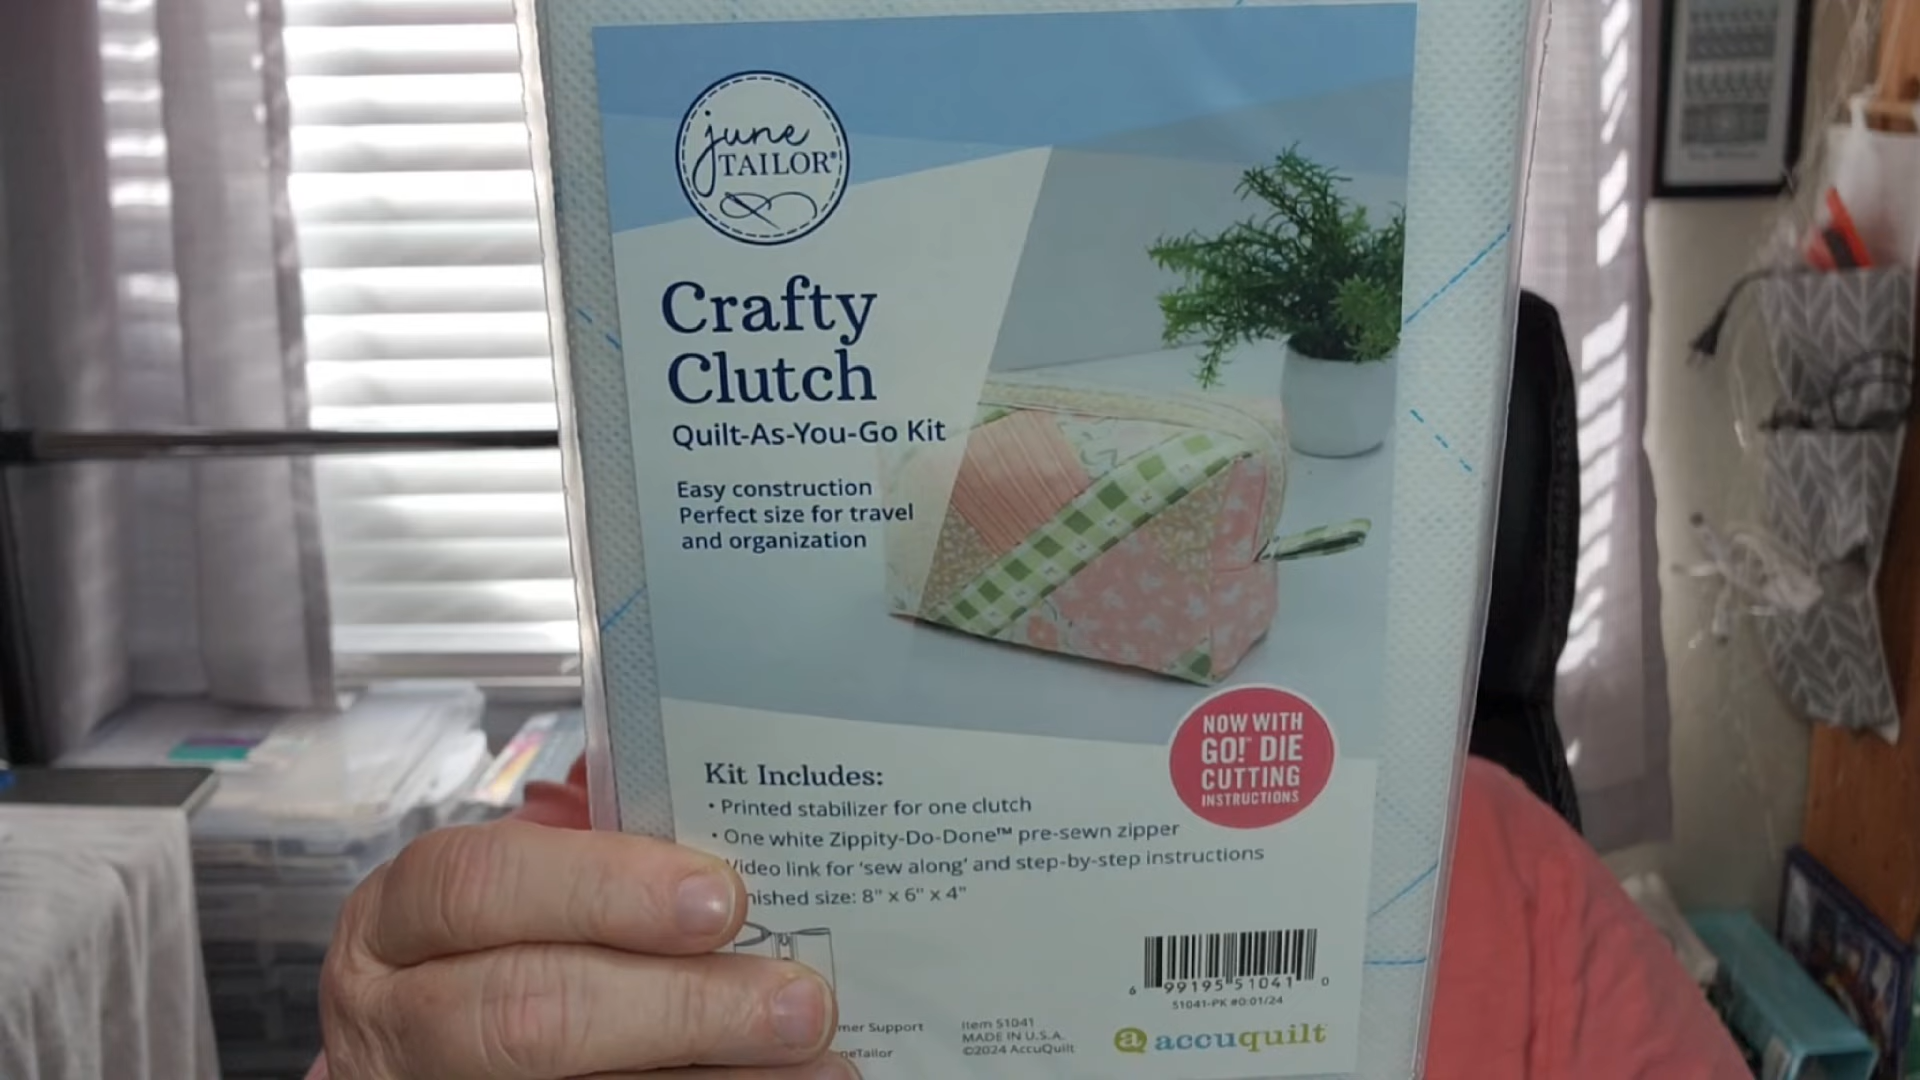 june
TAILOR®
Crafty
Clutch
Quilt-As-You-Go Kit
Easy construction
Perfect size for travel
and organization
NOW WITH
GO!™ DIE
CUTTING
INSTRUCTIONS
Kit Includes:
• Printed stabilizer for one clutch
• One white Zippity-Do-Done™ pre-sewn zipper
Video link for 'sew along' and step-by-step instructions
nished size: 8" x 6" x 4"
6 99195 51041 0
51041-PK #0:01/24
mer Support
Item 51041
MADE IN U.S.A.
neTailor
©2024 AccuQuilt
a accuquilt